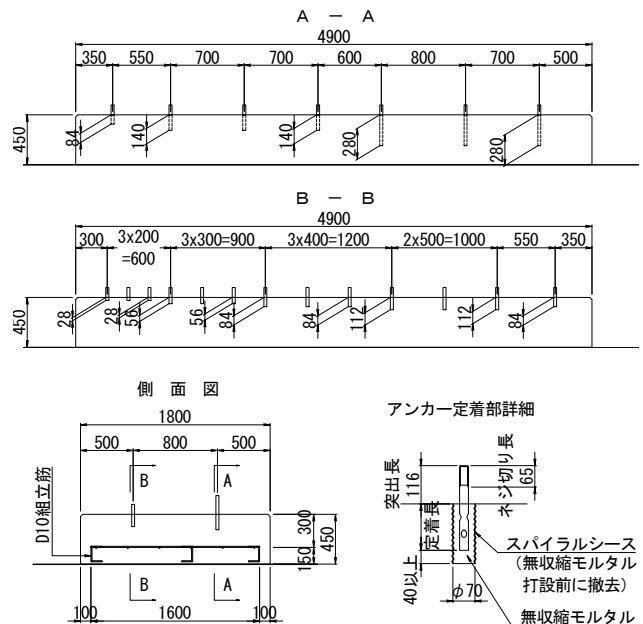 A － A
4900
350 550 700 700 600 800 700 500
450
84 140 140 280 280
B － B
4900
300 3x200 3x300=900 3x400=1200 2x500=1000 550 350
=600
450
28 28 56 56 84 84 112 112 84
側 面 図
1800
500 800 500
B A
D10組立筋
300
450
150
B B A
100 1600 100
アンカー定着部詳細
突出長
116
ネジ切り長
65
定着長
40以上
スパイラルシース
(無収縮モルタル
打設前に撤去)
φ70
無収縮モルタル